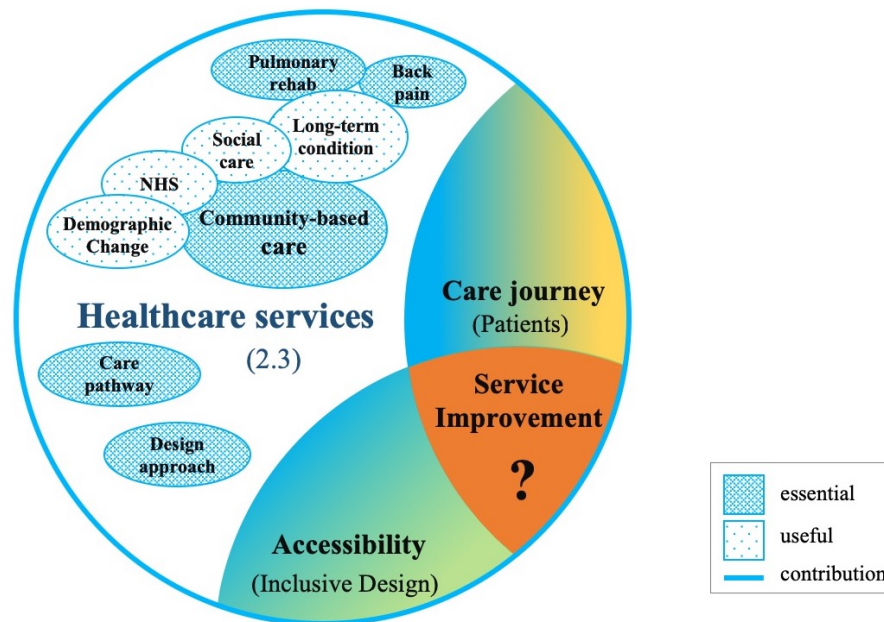 Pulmonary
rehab
Back
pain
Long-term
condition
Social
care
NHS
Demographic
Change
Community-based
care
Healthcare services
(2.3)
Care journey
(Patients)
Care
pathway
Service
Improvement
?
Design
approach
Accessibility
(Inclusive Design)
essential
useful
contribution